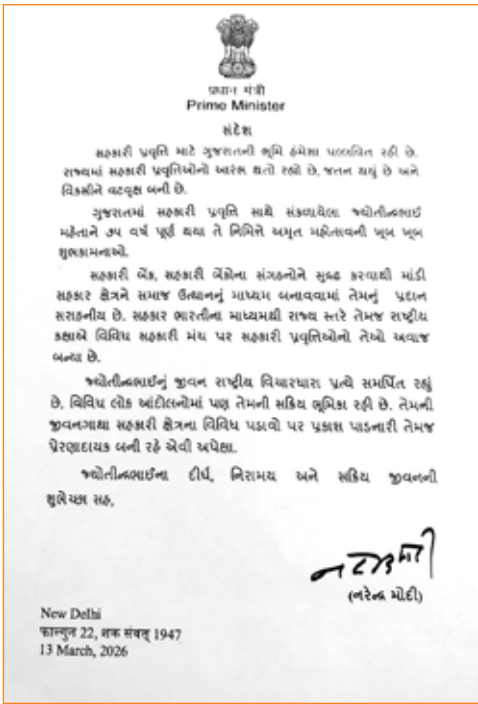 प्रधान मंत्री
Prime Minister
સંદેશ
સહકારી પ્રવૃત્તિ માટે ગુજરાતની ભૂમિ હંમેશા પલ્લવિત રહી છે.
રાજ્યમાં સહકારી પ્રવૃત્તિઓનો આરંભ થતો રહ્યો છે, જતન થયું છે અને
વિકસીને વટવૃક્ષ બની છે.
ગુજરાતમાં સહકારી પ્રવૃત્તિ સાથે સંકળાયેલા જ્યોતીન્દ્રભાઈ
મહેતાને ૭૫ વર્ષ પૂર્ણ થયા તે નિમિત્તે અમૃત મહોત્સવની ખૂબ ખૂબ
શુભકામનાઓ.
સહકારી બેંક, સહકારી બેંકોના સંગઠનોને સુદ્રઢ કરવાથી માંડી
સહકાર ક્ષેત્રને સમાજ ઉત્થાનનું માધ્યમ બનાવવામાં તેમનું પ્રદાન
સરાહનીય છે. સહકાર ભારતીના માધ્યમથી રાજ્ય સ્તરે તેમજ રાષ્ટ્રીય
કક્ષાએ વિવિધ સહકારી મંચ પર સહકારી પ્રવૃત્તિઓનો તેઓ અવાજ
બન્યા છે.
જ્યોતીન્દ્રભાઈનું જીવન રાષ્ટ્રીય વિચારધારા પ્રત્યે સમર્પિત રહ્યું
છે, વિવિધ લોક આંદોલનોમાં પણ તેમની સક્રિય ભૂમિકા રહી છે. તેમની
જીવનગાથા સહકારી ક્ષેત્રના વિવિધ પડાવો પર પ્રકાશ પાડનારી તેમજ
પ્રેરણાદાયક બની રહે એવી અપેક્ષા.
જ્યોતીન્દ્રભાઈના દીર્ઘ, નિરામય અને સક્રિય જીવનની
શુભેચ્છા સહ,
(નરેન્દ્ર મોદી)
New Delhi
फाल्गुन 22, शक संवत् 1947
13 March, 2026